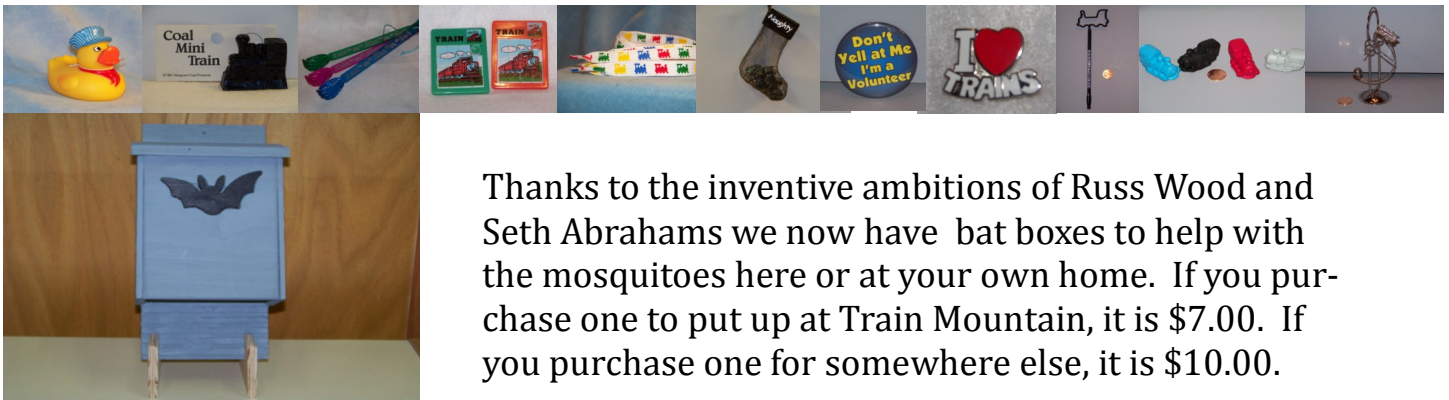 Coal
Mini
Train
TRAIN
TRAIN
Naughty
Don't
Yell at Me
I'm a
Volunteer
I
TRAINS
Thanks to the inventive ambitions of Russ Wood and
Seth Abrahams we now have  bat boxes to help with
the mosquitoes here or at your own home.  If you pur-
chase one to put up at Train Mountain, it is $7.00.  If
you purchase one for somewhere else, it is $10.00.